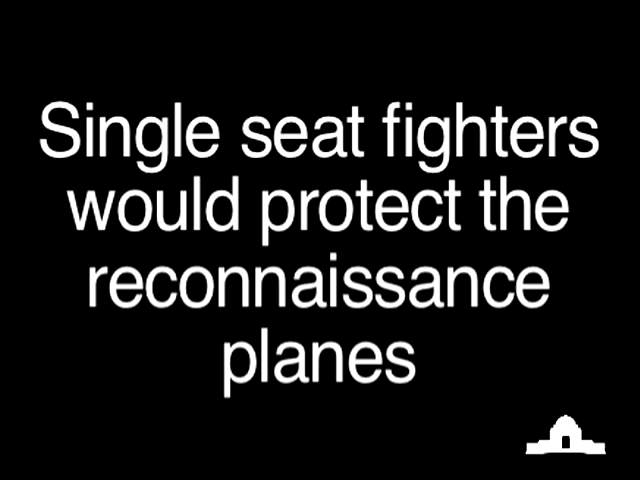 Single seat fighters
would protect the
reconnaissance
planes